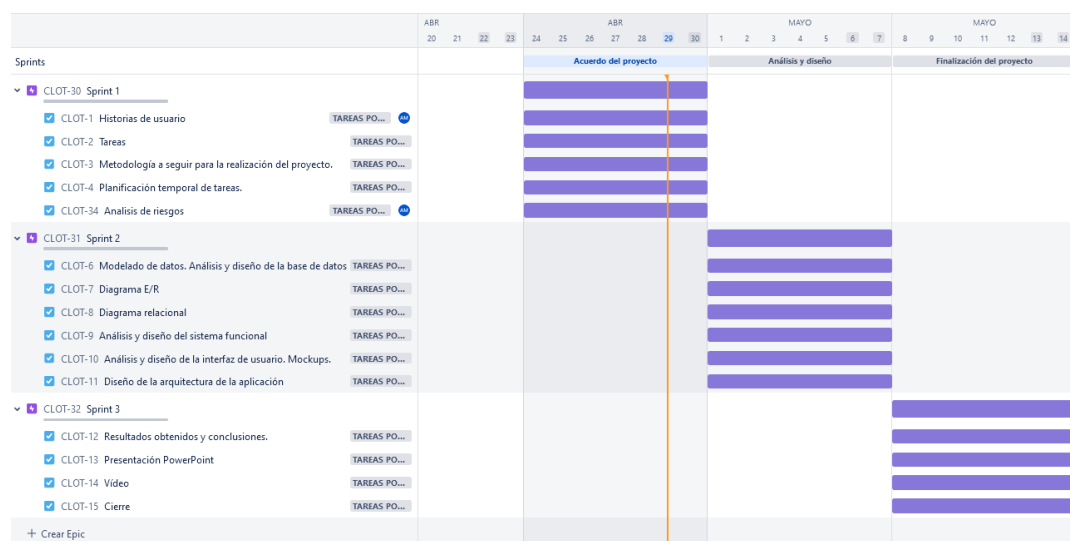 ABR ABR MAYO MAYO
20 21 22 23 24 25 26 27 28 29 30 1 2 3 4 5 6 7 8 9 10 11 12 13 14
Sprints Acuerdo del proyecto Análisis y diseño Finalización del proyecto
CLOT-30 Sprint 1
CLOT-1 Historias de usuario TAREAS PO... AM
CLOT-2 Tareas TAREAS PO...
CLOT-3 Metodología a seguir para la realización del proyecto. TAREAS PO...
CLOT-4 Planificación temporal de tareas. TAREAS PO...
CLOT-34 Analisis de riesgos TAREAS PO... AM
CLOT-31 Sprint 2
CLOT-6 Modelado de datos. Análisis y diseño de la base de datos TAREAS PO...
CLOT-7 Diagrama E/R TAREAS PO...
CLOT-8 Diagrama relacional TAREAS PO...
CLOT-9 Análisis y diseño del sistema funcional TAREAS PO...
CLOT-10 Análisis y diseño de la interfaz de usuario. Mockups. TAREAS PO...
CLOT-11 Diseño de la arquitectura de la aplicación TAREAS PO...
CLOT-32 Sprint 3
CLOT-12 Resultados obtenidos y conclusiones. TAREAS PO...
CLOT-13 Presentación PowerPoint TAREAS PO...
CLOT-14 Vídeo TAREAS PO...
CLOT-15 Cierre TAREAS PO...
+ Crear Epic